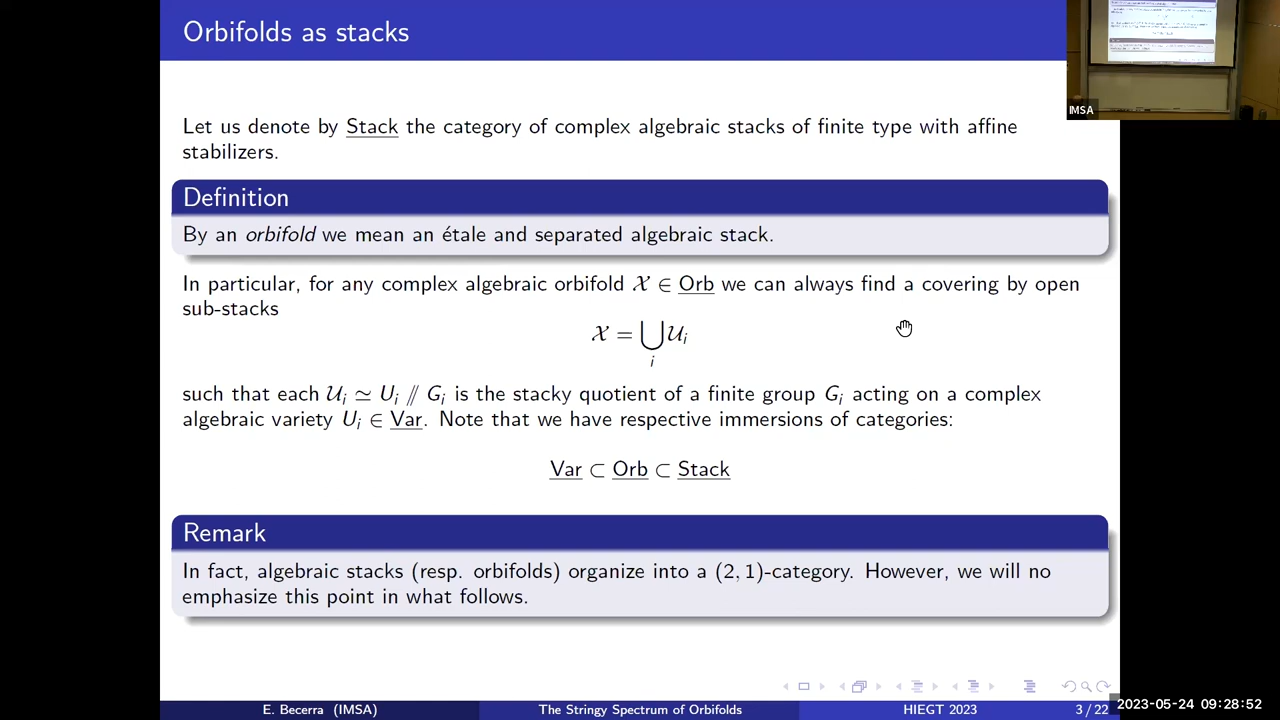 Orbifolds as stacks
IMSA
Let us denote by Stack the category of complex algebraic stacks of finite type with affine
stabilizers.
Definition
By an orbifold we mean an étale and separated algebraic stack.
In particular, for any complex algebraic orbifold 𝒳 ∈ Orb we can always find a covering by open
sub-stacks
𝒳 = ⋃ᵢ 𝒰ᵢ
such that each 𝒰ᵢ ≃ Uᵢ // Gᵢ is the stacky quotient of a finite group Gᵢ acting on a complex
algebraic variety Uᵢ ∈ Var. Note that we have respective immersions of categories:
Var ⊂ Orb ⊂ Stack
Remark
In fact, algebraic stacks (resp. orbifolds) organize into a (2, 1)-category. However, we will no
emphasize this point in what follows.
E. Becerra (IMSA) The Stringy Spectrum of Orbifolds HIEGT 2023 3 / 22
2023-05-24 09:28:52